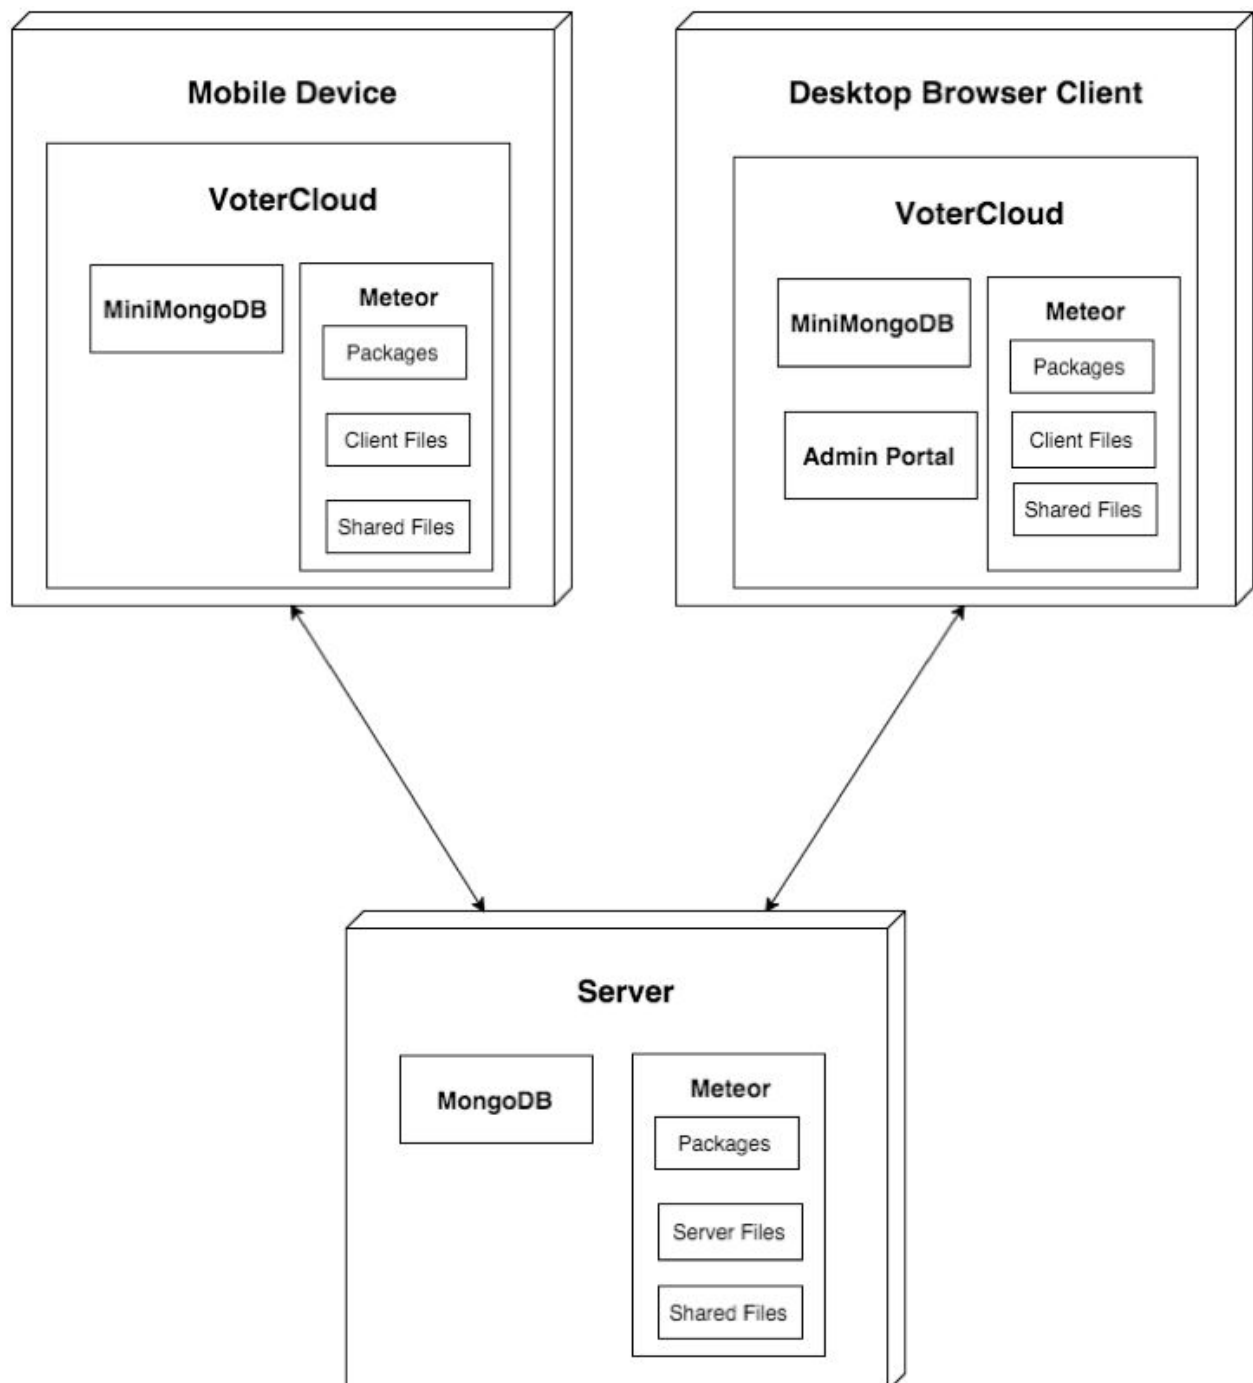 Mobile Device
VoterCloud
MiniMongoDB
Meteor
Packages
Client Files
Shared Files
Desktop Browser Client
VoterCloud
MiniMongoDB
Admin Portal
Meteor
Packages
Client Files
Shared Files
Server
MongoDB
Meteor
Packages
Server Files
Shared Files